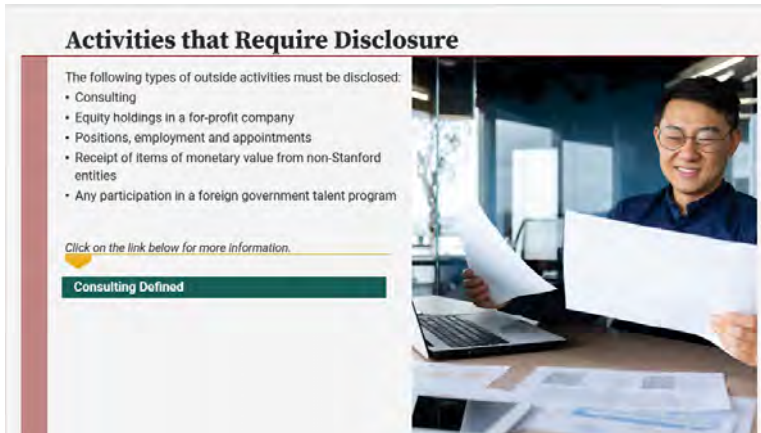 Activities that Require Disclosure
The following types of outside activities must be disclosed:
• Consulting
• Equity holdings in a for-profit company
• Positions, employment and appointments
• Receipt of items of monetary value from non-Stanford
entities
• Any participation in a foreign government talent program
Click on the link below for more information.
Consulting Defined